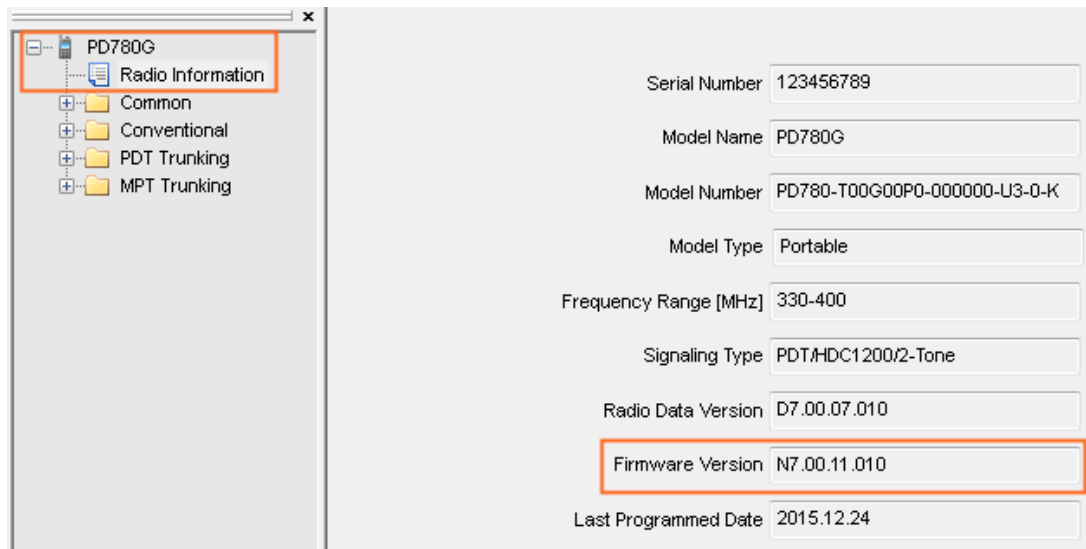 PD780G
Radio Information
Common
Conventional
PDT Trunking
MPT Trunking
Serial Number 123456789
Model Name PD780G
Model Number PD780-T00G00P0-000000-U3-0-K
Model Type Portable
Frequency Range [MHz] 330-400
Signaling Type PDT/HDC1200/2-Tone
Radio Data Version D7.00.07.010
Firmware Version N7.00.11.010
Last Programmed Date 2015.12.24